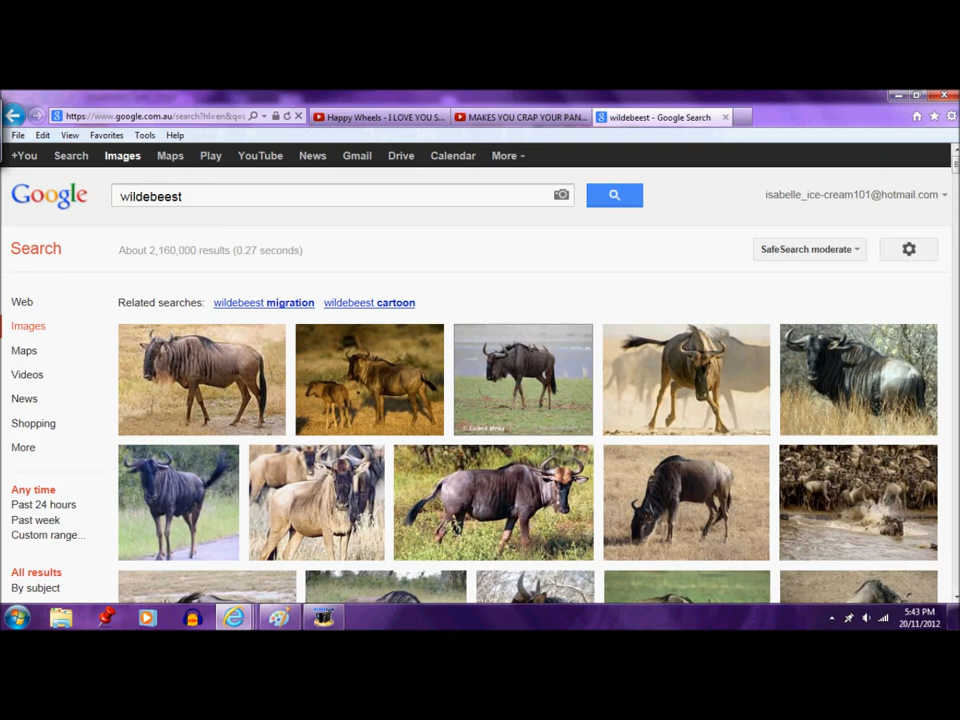 https://www.google.com.au/search?hl=en&q=
Happy Wheels - I LOVE YOU S...
MAKES YOU CRAP YOUR PAN...
wildebeest - Google Search
File Edit View Favorites Tools Help
+You Search Images Maps Play YouTube News Gmail Drive Calendar More
Google
wildebeest
isabelle_ice-cream101@hotmail.com
Search
About 2,160,000 results (0.27 seconds)
SafeSearch moderate
Web
Related searches: wildebeest migration wildebeest cartoon
Images
Maps
Videos
News
Shopping
More
Any time
Past 24 hours
Past week
Custom range...
All results
By subject
5:43 PM
20/11/2012